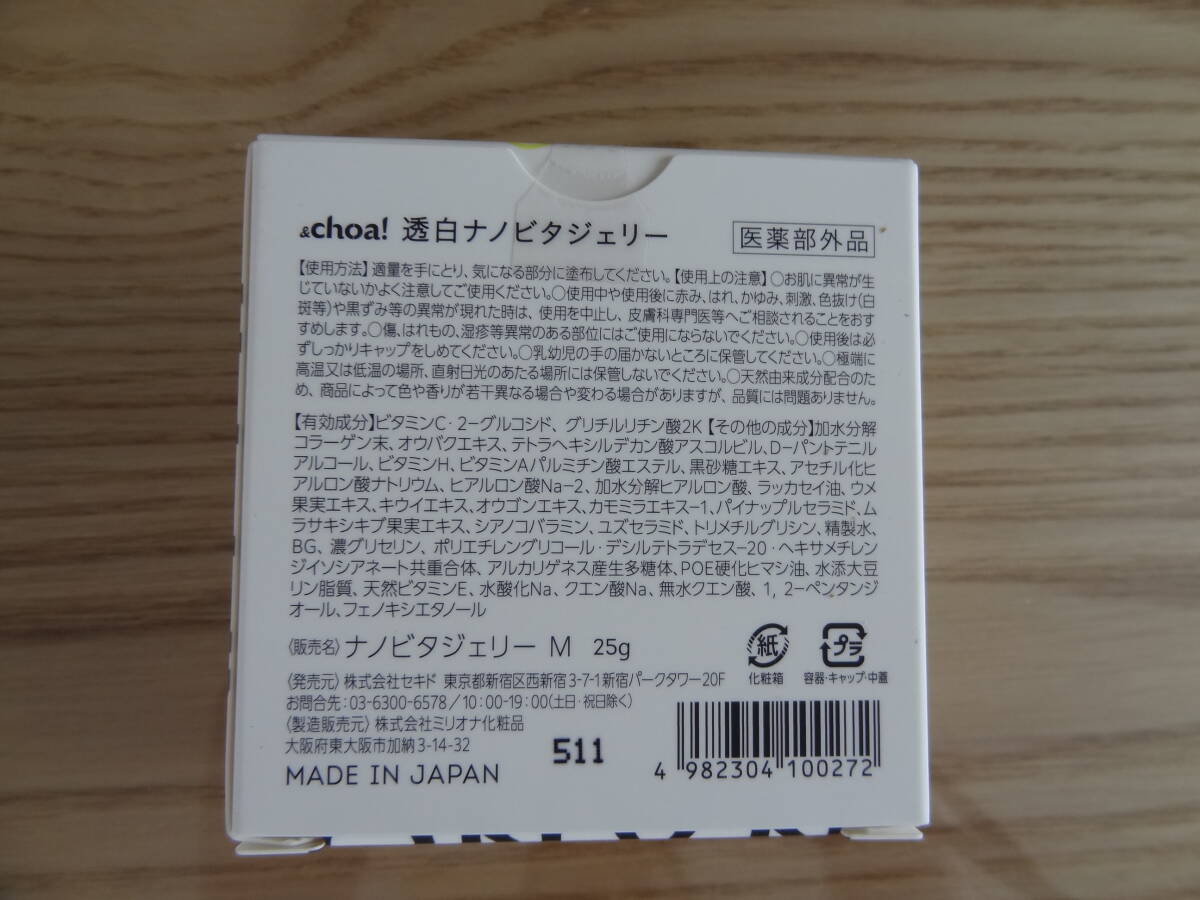 &choa! 透白ナノビタジェリー 医薬部外品
【使用方法】適量を手にとり、気になる部分に塗布してください。【使用上の注意】○お肌に異常が生
じていないかよく注意してご使用ください。○使用中や使用後に赤み、はれ、かゆみ、刺激、色抜け(白
斑等)や黒ずみ等の異常が現れた時は、使用を中止し、皮膚科専門医等へご相談されることをおす
すめします。○傷、はれもの、湿疹等異常のある部位にはご使用にならないでください。○使用後は必
ずしっかりキャップをしめてください。○乳幼児の手の届かないところに保管してください。○極端に
高温又は低温の場所、直射日光のあたる場所には保管しないでください。○天然由来成分配合のた
め、商品によって色や香りが若干異なる場合や変わる場合がありますが、品質には問題ありません。
【有効成分】ビタミンC・2ーグルコシド、グリチルリチン酸2K【その他の成分】加水分解
コラーゲン末、オウバクエキス、テトラヘキシルデカン酸アスコルビル、Dーパントテニル
アルコール、ビタミンH、ビタミンAパルミチン酸エステル、黒砂糖エキス、アセチル化ヒ
アルロン酸ナトリウム、ヒアルロン酸Na-2、加水分解ヒアルロン酸、ラッカセイ油、ウメ
果実エキス、キウイエキス、オウゴンエキス、カモミラエキス-1、パイナップルセラミド、ム
ラサキシキブ果実エキス、シアノコバラミン、ユズセラミド、トリメチルグリシン、精製水、
BG、濃グリセリン、ポリエチレングリコール・デシルテトラデセス-20・ヘキサメチレン
ジイソシアネート共重合体、アルカリゲネス産生多糖体、POE硬化ヒマシ油、水添大豆
リン脂質、天然ビタミンE、水酸化Na、クエン酸Na、無水クエン酸、1, 2ーペンタンジ
オール、フェノキシエタノール
〈販売名〉ナノビタジェリー M 25g
紙 プラ
化粧箱 容器・キャップ・中蓋
〈発売元〉株式会社セキド 東京都新宿区西新宿3-7-1新宿パークタワー20F
お問合先:03-6300-6578/10:00-19:00(土日・祝日除く)
〈製造販売元〉株式会社ミリオナ化粧品
大阪府東大阪市加納3-14-32
511
MADE IN JAPAN
4 982304 100272